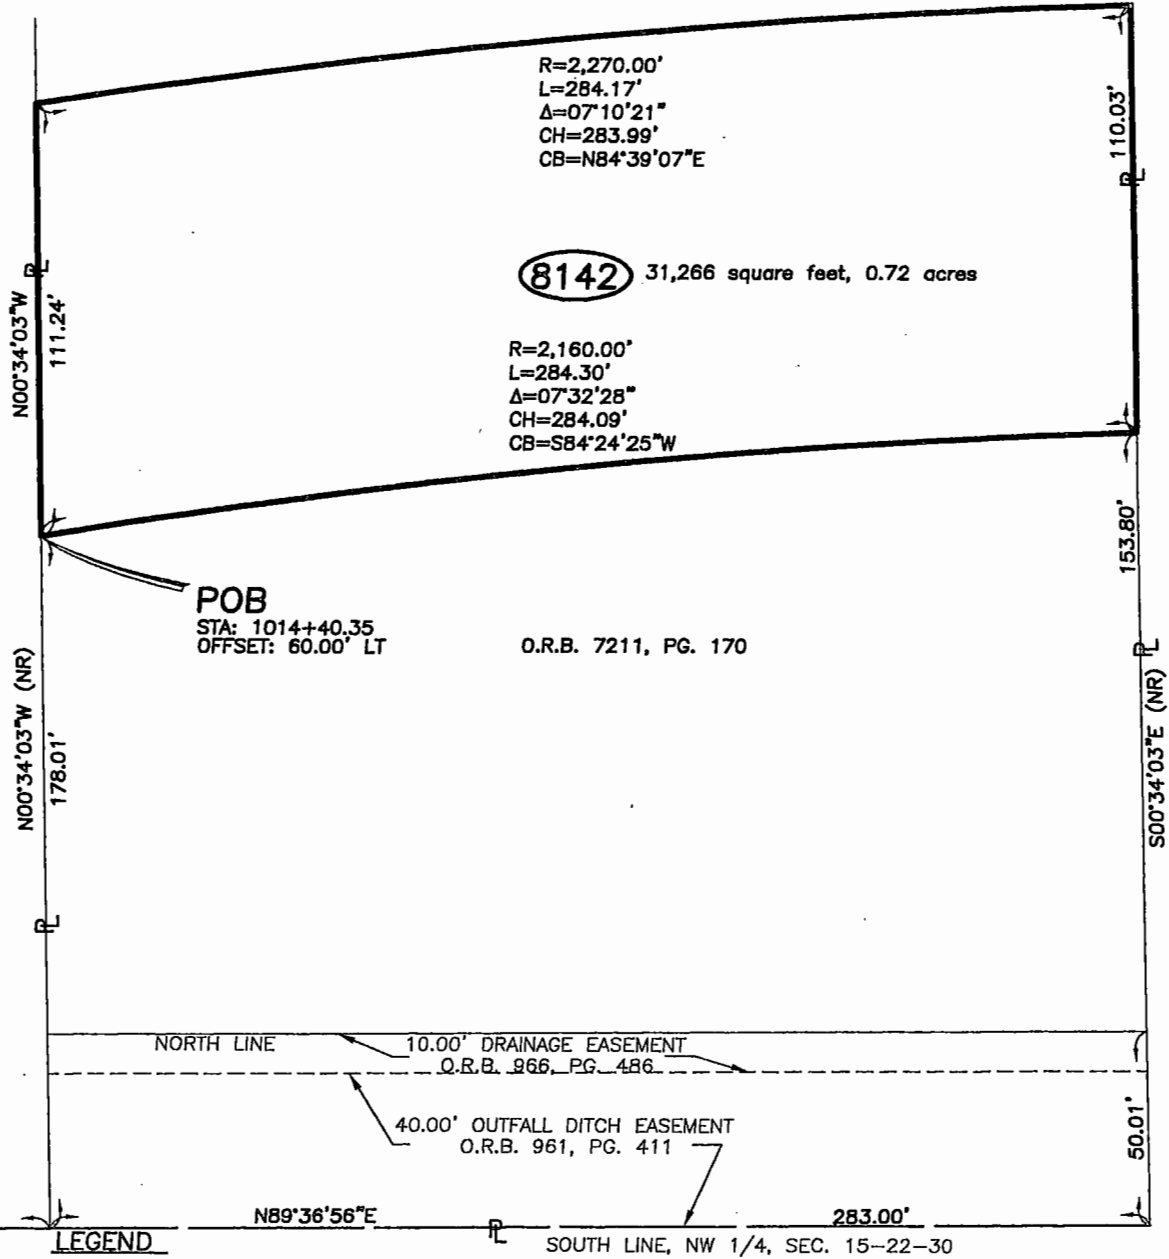 R=2,270.00'
L=284.17'
Δ=07°10'21"
CH=283.99'
CB=N84°39'07"E
110.03'
PL
8142 31,266 square feet, 0.72 acres
N00°34'03"W
PL
111.24'
R=2,160.00'
L=284.30'
Δ=07°32'28"
CH=284.09'
CB=S84°24'25"W
153.80'
POB
STA: 1014+40.35
OFFSET: 60.00' LT
O.R.B. 7211, PG. 170
PL
N00°34'03"W (NR)
178.01'
S00°34'03"E (NR)
PL
NORTH LINE
10.00' DRAINAGE EASEMENT
O.R.B. 966, PG. 486
40.00' OUTFALL DITCH EASEMENT
O.R.B. 961, PG. 411
50.01'
N89°36'56"E
PL
283.00'
LEGEND
SOUTH LINE, NW 1/4, SEC. 15-22-30